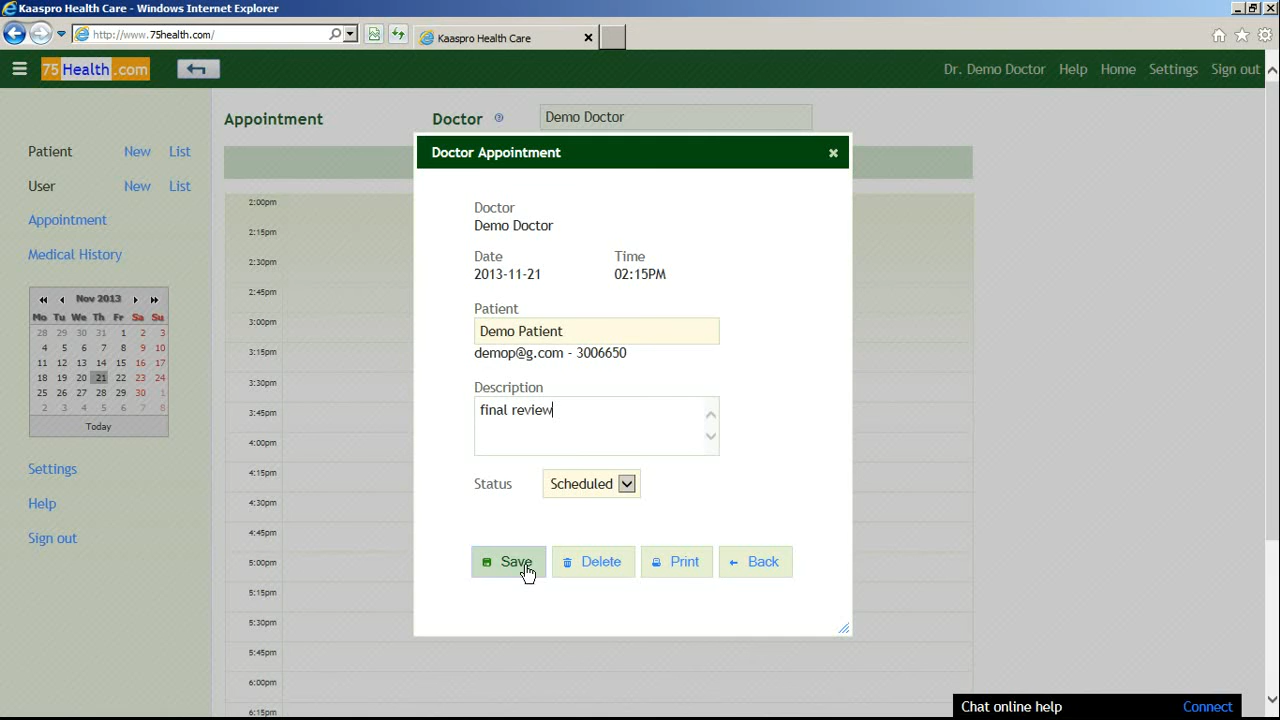 Kaaspro Health Care - Windows Internet Explorer
http://www.75health.com/
Kaaspro Health Care
75 Health .com
Dr. Demo Doctor Help Home Settings Sign out
Appointment Doctor Demo Doctor
Patient New List
User New List
Appointment
Medical History
Nov 2013
Mo Tu We Th Fr Sa Su
28 29 30 31 1 2 3
4 5 6 7 8 9 10
11 12 13 14 15 16 17
18 19 20 21 22 23 24
25 26 27 28 29 30 1
2 3 4 5 6 7 8
Today
Settings
Help
Sign out
2:00pm
2:15pm
2:30pm
2:45pm
3:00pm
3:15pm
3:30pm
3:45pm
4:00pm
4:15pm
4:30pm
4:45pm
5:00pm
5:15pm
5:30pm
5:45pm
6:00pm
6:15pm
Doctor Appointment
Doctor
Demo Doctor
Date Time
2013-11-21 02:15PM
Patient
Demo Patient
demop@g.com - 3006650
Description
final review
Status Scheduled
Save Delete Print Back
Chat online help Connect